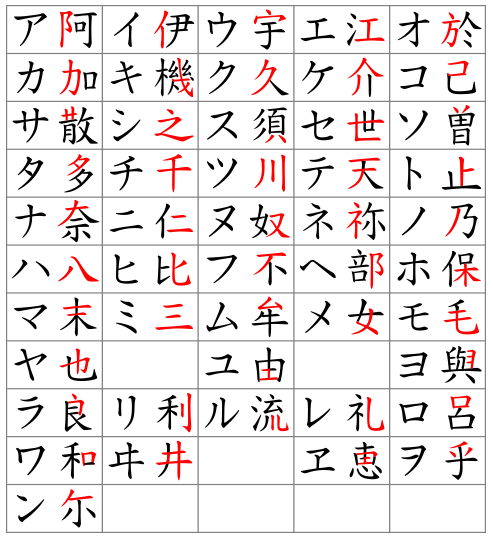 ア阿 イ伊 ウ宇 エ江 オ於
カ加 キ機 ク久 ケ介 コ己
サ散 シ之 ス須 セ世 ソ曽
タ多 チ千 ツ川 テ天 ト止
ナ奈 ニ仁 ヌ奴 ネ祢 ノ乃
ハ八 ヒ比 フ不 ヘ部 ホ保
マ末 ミ三 ム牟 メ女 モ毛
ヤ也 ユ由 ヨ與
ラ良 リ利 ル流 レ礼 ロ呂
ワ和 ヰ井 ヱ恵 ヲ乎
ン尓